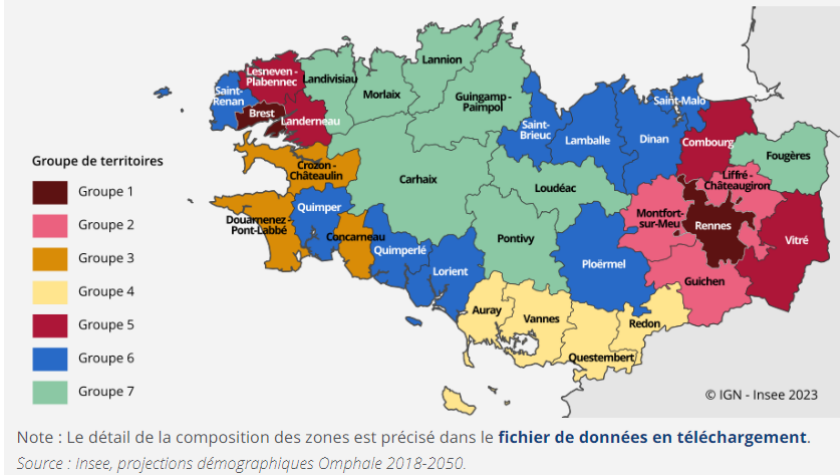 Lannion
Lesneven -
Plabennec
Landivisiau
Morlaix
Saint-
Renan
Guingamp -
Paimpol
Saint-Malo
Brest
Landerneau
Saint-
Brieuc
Lamballe
Dinan
Combourg
Fougères
Groupe de territoires
Crozon -
Châteaulin
Carhaix
Loudéac
Liffré -
Châteaugiron
Groupe 1
Quimper
Montfort-
sur-Meu
Rennes
Vitré
Groupe 2
Douarnenez -
Pont-Labbé
Concarneau
Pontivy
Groupe 3
Quimperlé
Lorient
Ploërmel
Guichen
Groupe 4
Auray
Vannes
Redon
Groupe 5
Questembert
Groupe 6
Groupe 7
© IGN - Insee 2023
Note : Le détail de la composition des zones est précisé dans le fichier de données en téléchargement.
Source : Insee, projections démographiques Omphale 2018-2050.